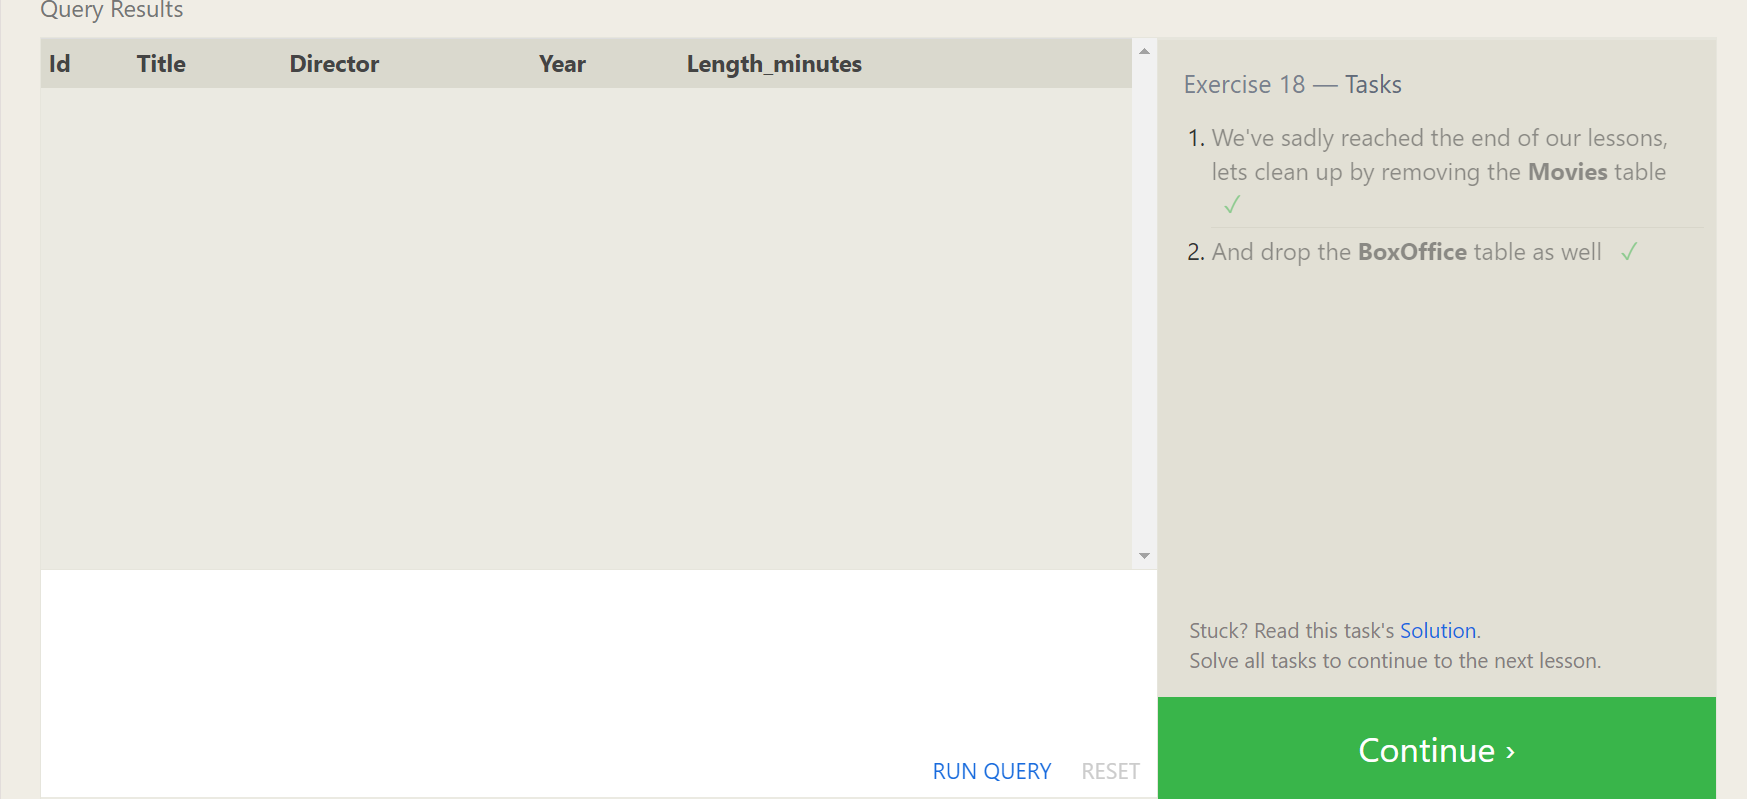 Query Results
Id Title Director Year Length_minutes
Exercise 18 — Tasks
1. We've sadly reached the end of our lessons,
lets clean up by removing the Movies table
✓
2. And drop the BoxOffice table as well ✓
Stuck? Read this task's Solution.
Solve all tasks to continue to the next lesson.
RUN QUERY RESET
Continue ›